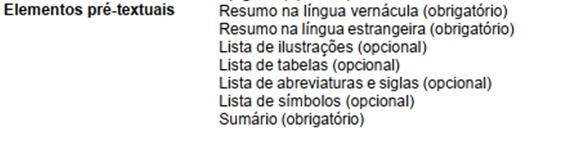 Elementos pré-textuais
Resumo na língua vernácula (obrigatório)
Resumo na língua estrangeira (obrigatório)
Lista de ilustrações (opcional)
Lista de tabelas (opcional)
Lista de abreviaturas e siglas (opcional)
Lista de símbolos (opcional)
Sumário (obrigatório)